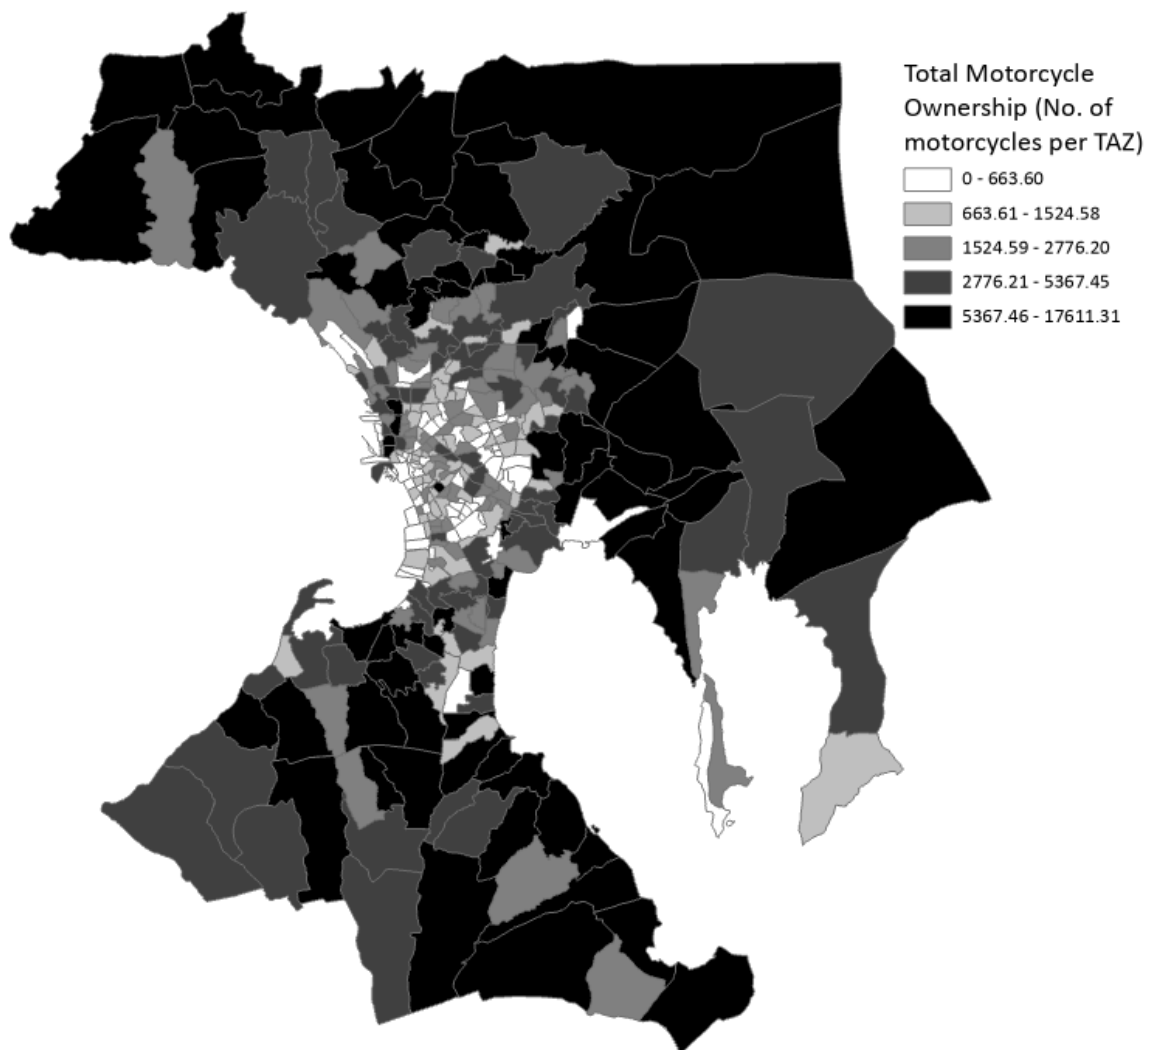 Total Motorcycle
Ownership (No. of
motorcycles per TAZ)
0 - 663.60
663.61 - 1524.58
1524.59 - 2776.20
2776.21 - 5367.45
5367.46 - 17611.31